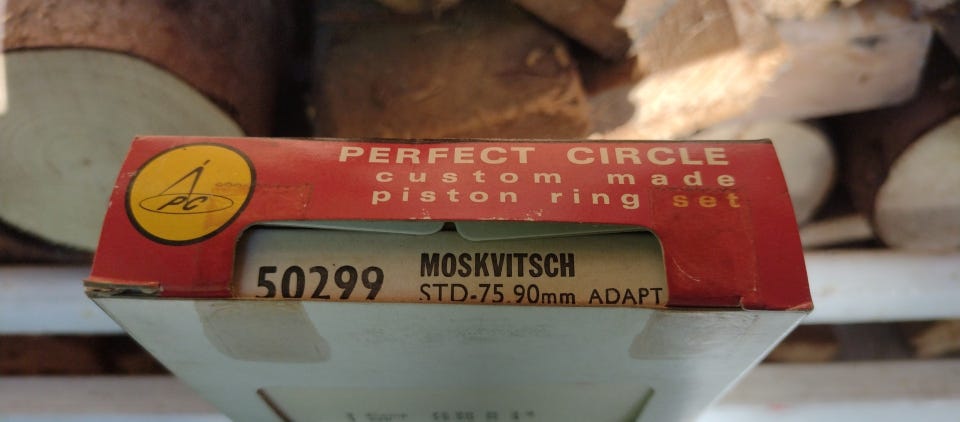 PC
PERFECT CIRCLE
custom made
piston ring set
50299
MOSKVITSCH
STD-75.90mm ADAPT